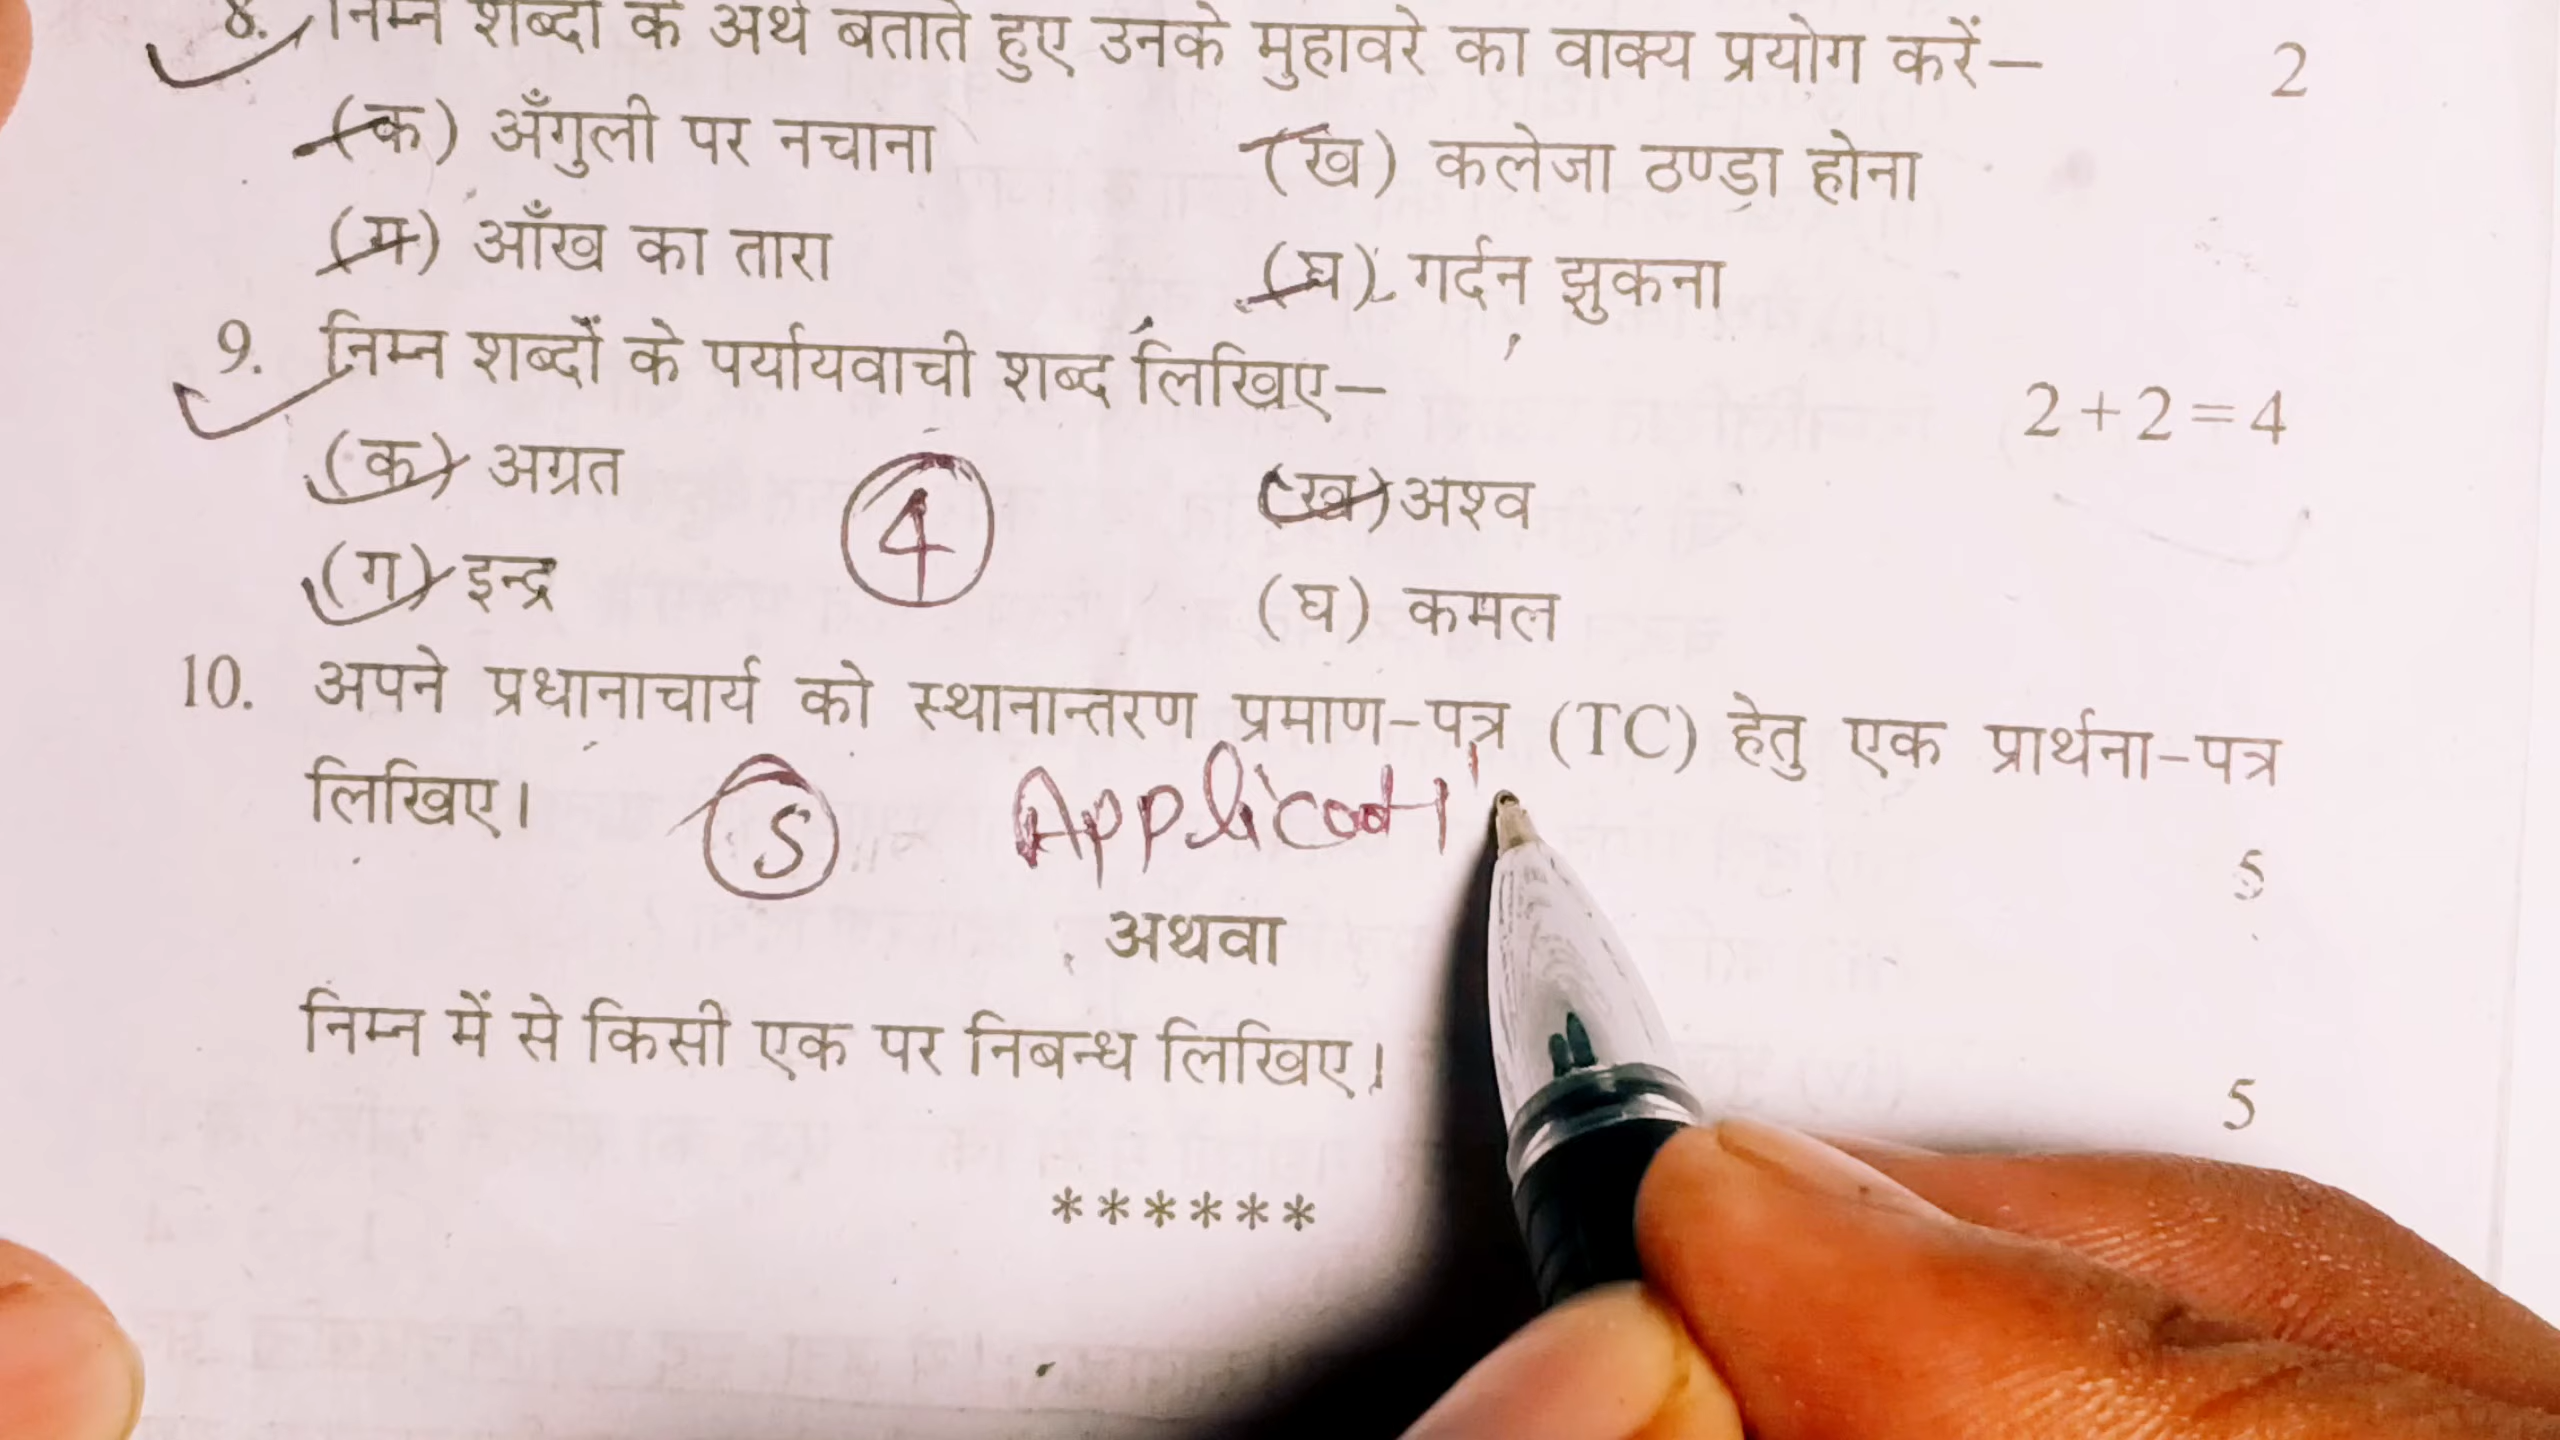 8. निम्न शब्दों के अर्थ बताते हुए उनके मुहावरे का वाक्य प्रयोग करें– 2
(क) अँगुली पर नचाना (ख) कलेजा ठण्डा होना
(ग) आँख का तारा (घ) गर्दन झुकना
9. निम्न शब्दों के पर्यायवाची शब्द लिखिए– 2+2=4
(क) अग्रत (ख) अश्व
4
(ग) इन्द्र (घ) कमल
10. अपने प्रधानाचार्य को स्थानान्तरण प्रमाण-पत्र (TC) हेतु एक प्रार्थना-पत्र
लिखिए। 5
5
अथवा
निम्न में से किसी एक पर निबन्ध लिखिए।
5
******